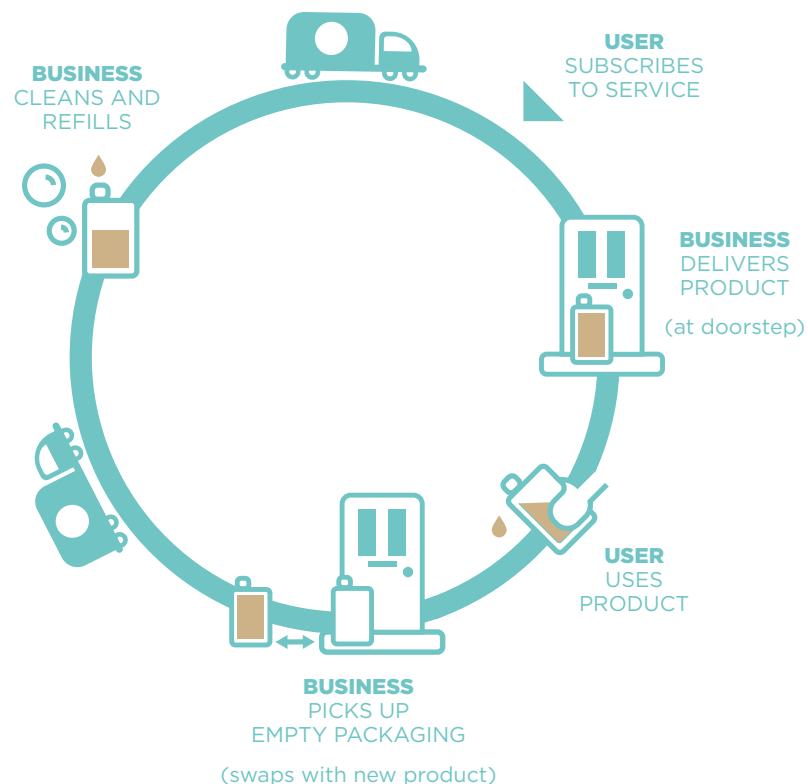 USER
SUBSCRIBES
TO SERVICE
BUSINESS
DELIVERS
PRODUCT
(at doorstep)
USER
USES
PRODUCT
BUSINESS
PICKS UP
EMPTY PACKAGING
(swaps with new product)
BUSINESS
CLEANS AND
REFILLS